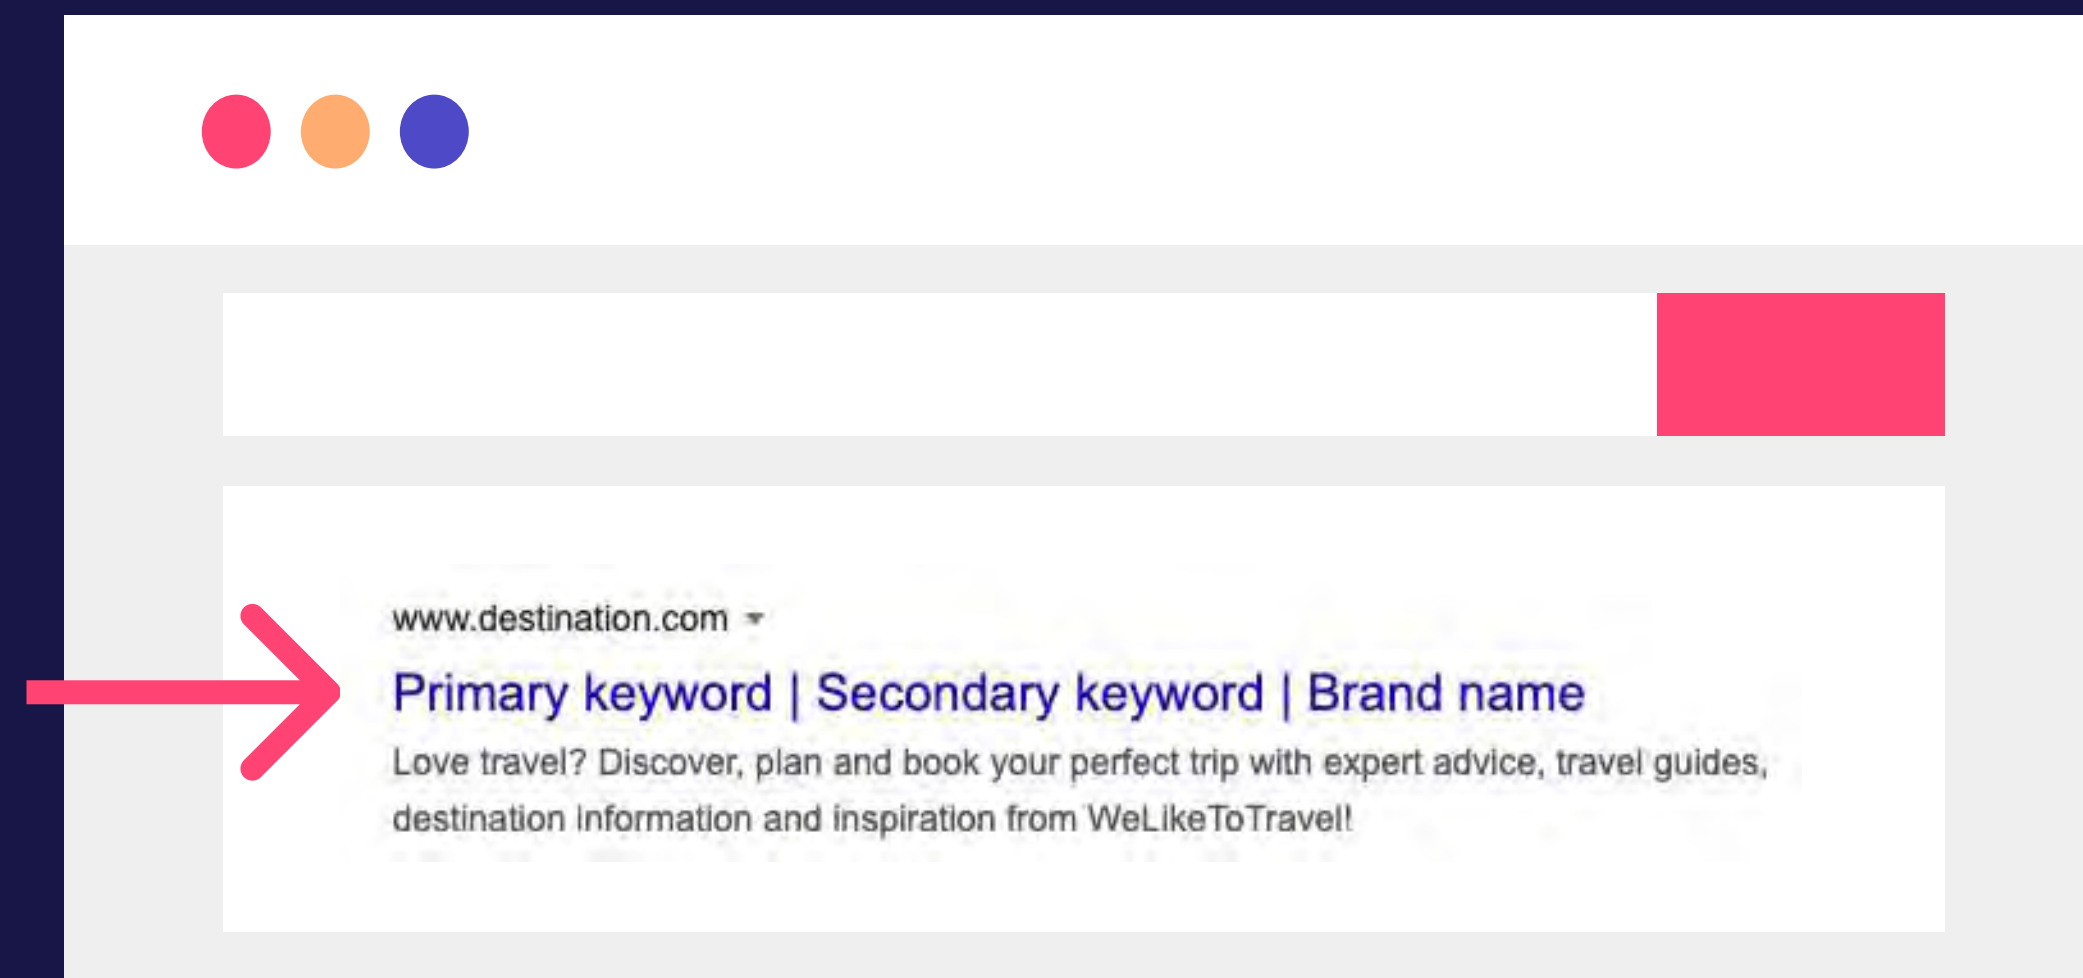 www.destination.com
Primary keyword | Secondary keyword | Brand name
Love travel? Discover, plan and book your perfect trip with expert advice, travel guides,
destination information and inspiration from WeLikeToTravel!